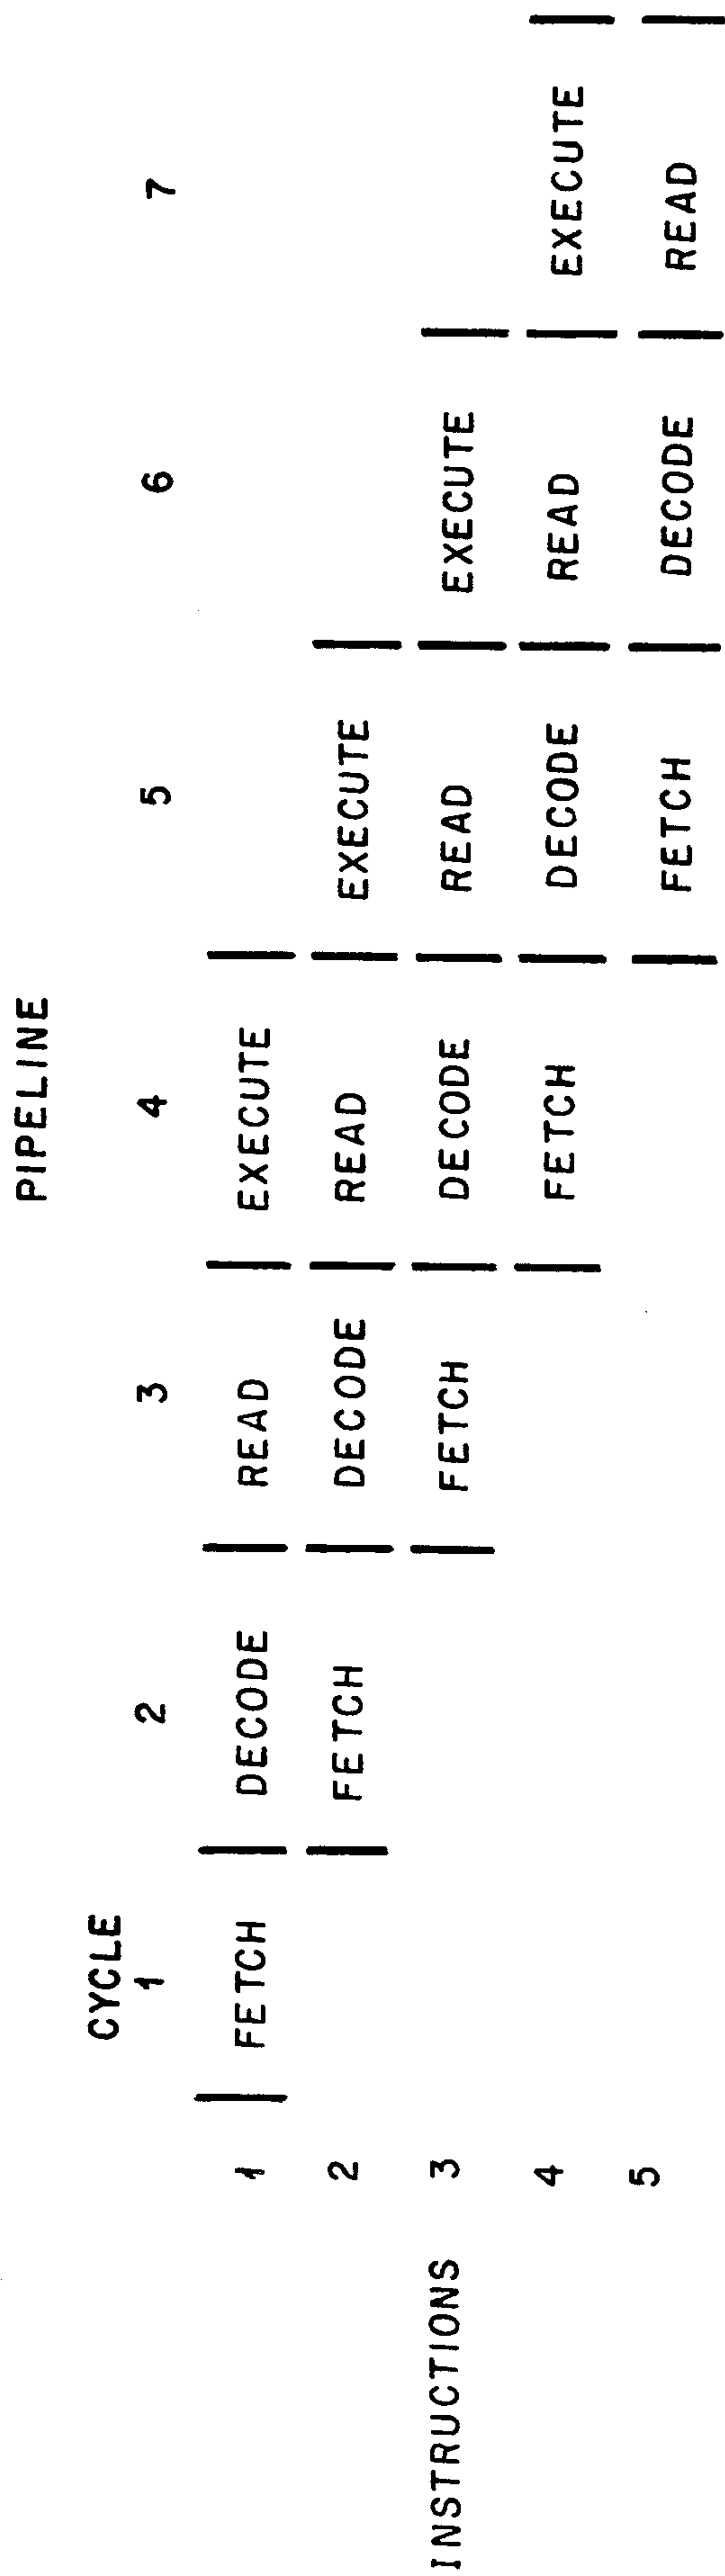 PIPELINE
CYCLE
1 2 3 4 5 6 7
1 FETCH DECODE READ EXECUTE
2 FETCH DECODE READ EXECUTE
INSTRUCTIONS 3 FETCH DECODE READ EXECUTE
4 FETCH DECODE READ EXECUTE
5 FETCH DECODE READ